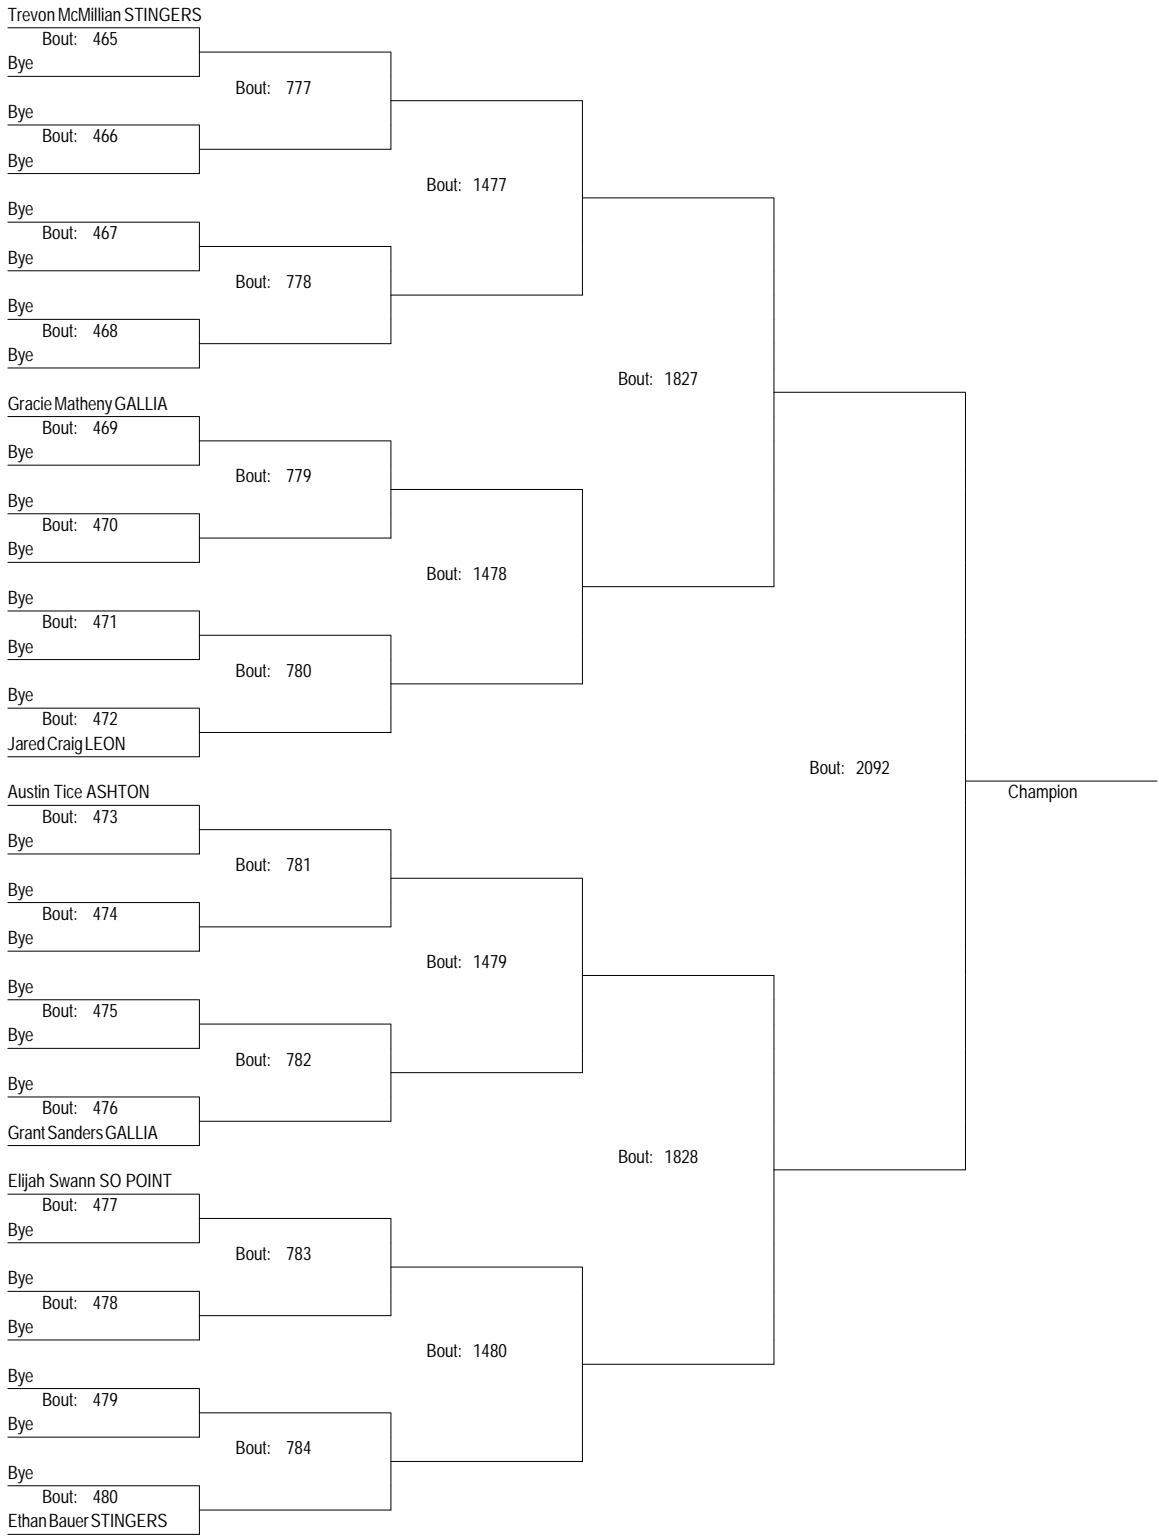 Trevon McMillian STINGERS
Bout: 465
Bye
Bout: 777
Bye
Bout: 466
Bye
Bout: 1477
Bye
Bout: 467
Bye
Bout: 778
Bye
Bout: 468
Bye
Bout: 1827
Gracie Matheny GALLIA
Bout: 469
Bye
Bout: 779
Bye
Bout: 470
Bye
Bout: 1478
Bye
Bout: 471
Bye
Bout: 780
Bye
Bout: 472
Jared Craig LEON
Bout: 2092
Champion
Austin Tice ASHTON
Bout: 473
Bye
Bout: 781
Bye
Bout: 474
Bye
Bout: 1479
Bye
Bout: 475
Bye
Bout: 782
Bye
Bout: 476
Grant Sanders GALLIA
Bout: 1828
Elijah Swann SO POINT
Bout: 477
Bye
Bout: 783
Bye
Bout: 478
Bye
Bout: 1480
Bye
Bout: 479
Bye
Bout: 784
Bye
Bout: 480
Ethan Bauer STINGERS